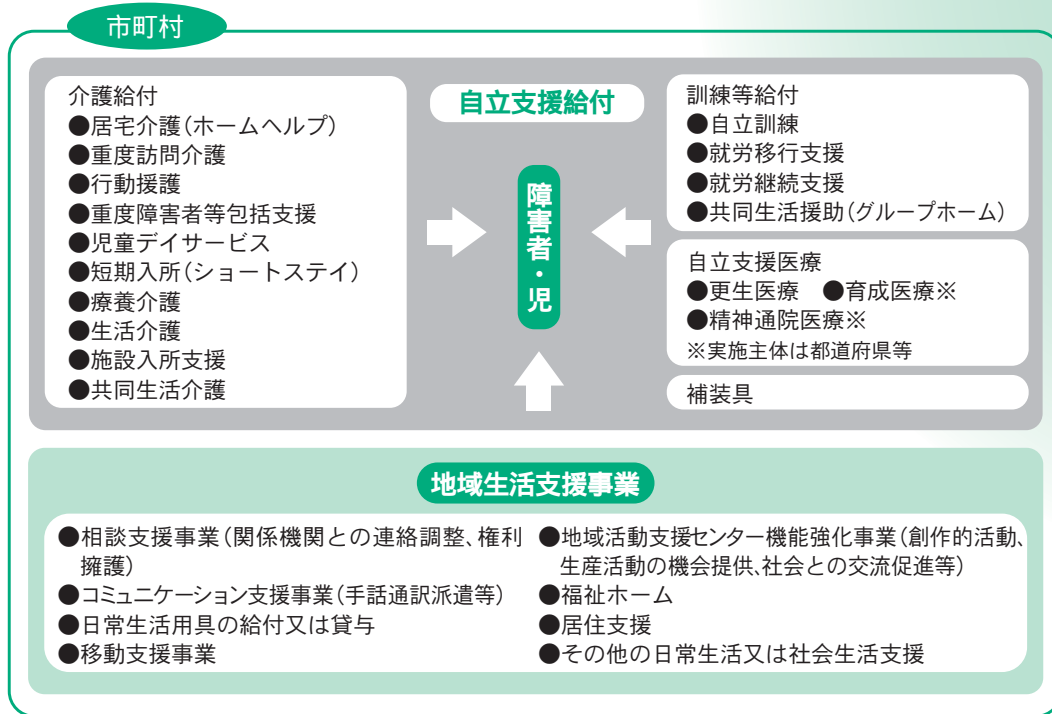 市町村
介護給付
●居宅介護(ホームヘルプ)
●重度訪問介護
●行動援護
●重度障害者等包括支援
●児童デイサービス
●短期入所(ショートステイ)
●療養介護
●生活介護
●施設入所支援
●共同生活介護
自立支援給付
障害者・児
訓練等給付
●自立訓練
●就労移行支援
●就労継続支援
●共同生活援助(グループホーム)
自立支援医療
●更生医療 ●育成医療※
●精神通院医療※
※実施主体は都道府県等
補装具
地域生活支援事業
●相談支援事業(関係機関との連絡調整、権利
擁護)
●コミュニケーション支援事業(手話通訳派遣等)
●日常生活用具の給付又は貸与
●移動支援事業
●地域活動支援センター機能強化事業(創作的活動、
生産活動の機会提供、社会との交流促進等)
●福祉ホーム
●居住支援
●その他の日常生活又は社会生活支援